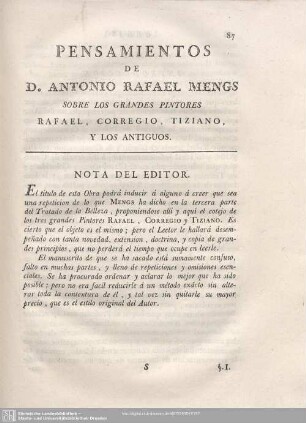 87
PENSAMIENTOS
DE
D. ANTONIO RAFAEL MENGS
SOBRE LOS GRANDES PINTORES
RAFAEL, CORREGIO, TIZIANO,
Y LOS ANTIGUOS.
NOTA DEL EDITOR.
El titulo de esta Obra podrá inducir á alguno á creer que sea
una repeticion de lo que MENGS ha dicho en la tercera parte
del Tratado de la Belleza, proponiendose allí y aquí el cotejo de
los tres grandes Pintores RAFAEL, CORREGIO y TIZIANO. Es
cierto que el objeto es el mismo; pero el Lector le hallará desem-
peñado con tanta novedad, extension, doctrina, y copia de gran-
des principios, que no perderá el tiempo que ocupe en leerle.
El manuscrito de que se ha sacado está sumamente confuso,
falto en muchas partes, y lleno de repeticiones y omisiones esen-
ciales. Se ha procurado ordenar y aclarar lo mejor que ha sido
posible; pero no era facil reducirle á un método exácto sin alte-
rar toda la contextura de él, y tal vez sin quitarle su mayor
precio, que es el estilo original del Autor.
S
§.I.